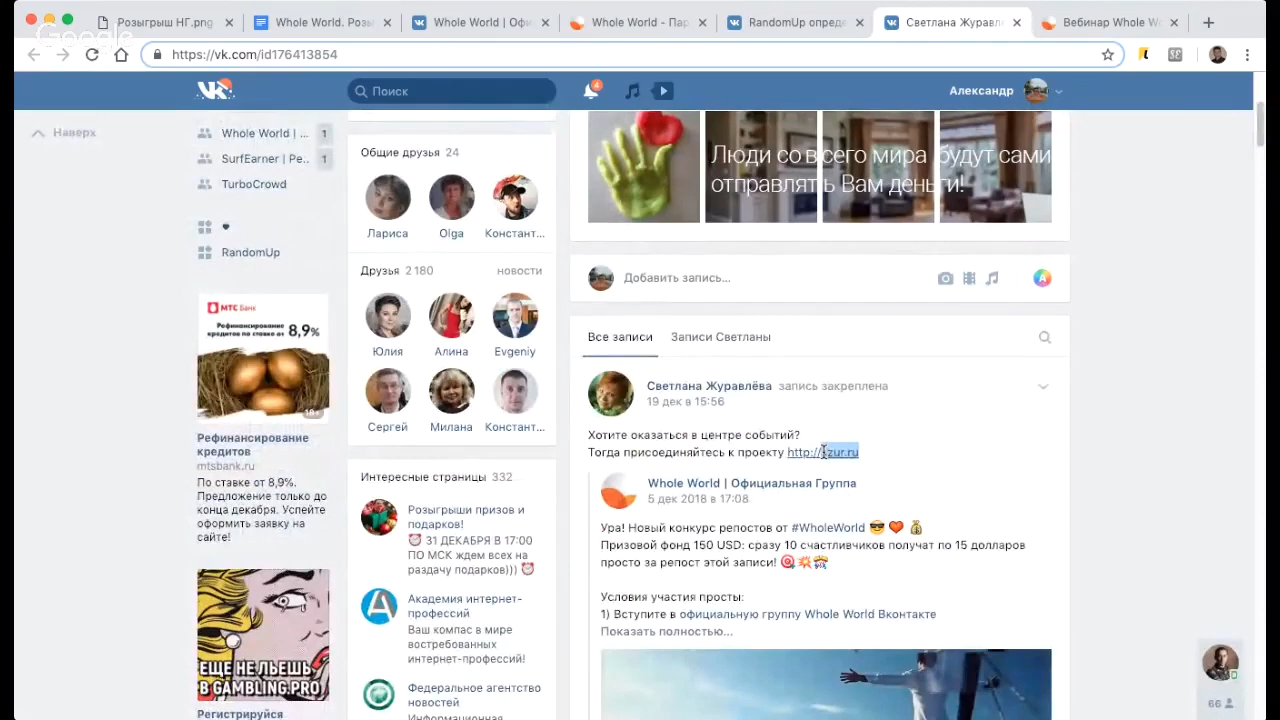 Розыгрыш НГ.png
Whole World. Розы
Whole World | Офи
Whole World - Пар
RandomUp опреде
Светлана Журавл
Вебинар Whole Wo
Google
https://vk.com/id176413854
Поиск
4
Александр
Наверх
Whole World | ...
1
SurfEarner | Ре..
1
TurboCrowd
RandomUp
МТС Банк
Рефинансирование
кредитов по ставке от 8,9%
18+
Рефинансирование
кредитов
mtsbank.ru
По ставке от 8,9%.
Предложение только до
конца декабря. Успейте
оформить заявку на
сайте!
ЕЩЕ НЕ ЛЬЕШЬ
В GAMBLING.PRO
Регистрируйся
Общие друзья 24
Лариса
Olga
Констант...
Друзья 2 180
новости
Юлия
Алина
Evgeniy
Сергей
Милана
Констант...
Интересные страницы 332
Розыгрыши призов и
подарков!
⏰ 31 ДЕКАБРЯ В 17:00
ПО МСК ждем всех на
раздачу подарков))) ⏰
Академия интернет-
профессий
Ваш компас в мире
востребованных
интернет-профессий!
Федеральное агентство
новостей
Информационная
Люди со всего мира будут сами
отправлять Вам деньги!
Добавить запись...
Все записи
Записи Светланы
Светлана Журавлёва запись закреплена
19 дек в 15:56
Хотите оказаться в центре событий?
Тогда присоединяйтесь к проекту http:// zur.ru
Whole World | Официальная Группа
5 дек 2018 в 17:08
Ура! Новый конкурс репостов от #WholeWorld 😎 ❤ 💰
Призовой фонд 150 USD: сразу 10 счастливчиков получат по 15 долларов
просто за репост этой записи! 🎯💥🎊
Условия участия просты:
1) Вступите в официальную группу Whole World Вконтакте
Показать полностью...
66